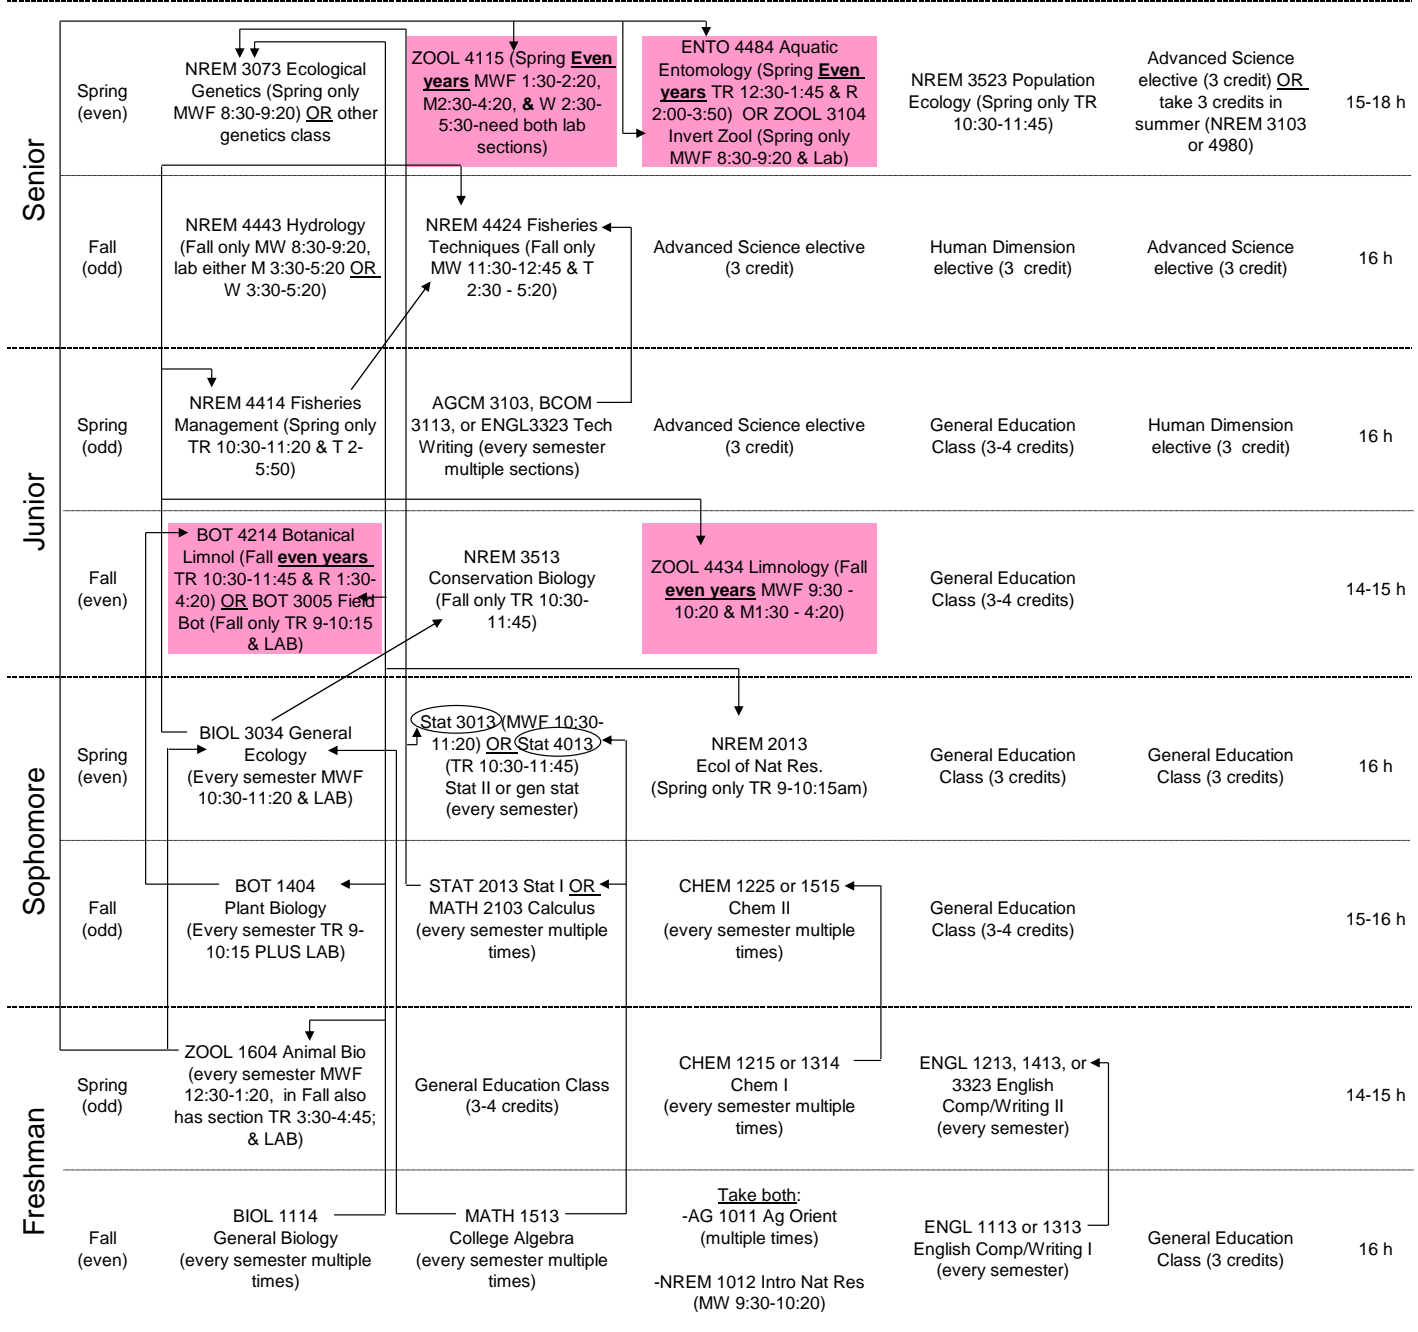 Senior
Spring
(even)
NREM 3073 Ecological
Genetics (Spring only
MWF 8:30-9:20) OR other
genetics class
ZOOL 4115 (Spring Even
years MWF 1:30-2:20,
M2:30-4:20, & W 2:30-
5:30-need both lab
sections)
ENTO 4484 Aquatic
Entomology (Spring Even
years TR 12:30-1:45 & R
2:00-3:50) OR ZOOL 3104
Invert Zool (Spring only
MWF 8:30-9:20 & Lab)
NREM 3523 Population
Ecology (Spring only TR
10:30-11:45)
Advanced Science
elective (3 credit) OR
take 3 credits in
summer (NREM 3103
or 4980)
15-18 h
Fall
(odd)
NREM 4443 Hydrology
(Fall only MW 8:30-9:20,
lab either M 3:30-5:20 OR
W 3:30-5:20)
NREM 4424 Fisheries
Techniques (Fall only
MW 11:30-12:45 & T
2:30 - 5:20)
Advanced Science elective
(3 credit)
Human Dimension
elective (3 credit)
Advanced Science
elective (3 credit)
16 h
Junior
Spring
(odd)
NREM 4414 Fisheries
Management (Spring only
TR 10:30-11:20 & T 2-
5:50)
AGCM 3103, BCOM
3113, or ENGL3323 Tech
Writing (every semester
multiple sections)
Advanced Science elective
(3 credit)
General Education
Class (3-4 credits)
Human Dimension
elective (3 credit)
16 h
Fall
(even)
BOT 4214 Botanical
Limnol (Fall even years
TR 10:30-11:45 & R 1:30-
4:20) OR BOT 3005 Field
Bot (Fall only TR 9-10:15
& LAB)
NREM 3513
Conservation Biology
(Fall only TR 10:30-
11:45)
ZOOL 4434 Limnology (Fall
even years MWF 9:30 -
10:20 & M1:30 - 4:20)
General Education
Class (3-4 credits)
14-15 h
Sophomore
Spring
(even)
BIOL 3034 General
Ecology
(Every semester MWF
10:30-11:20 & LAB)
Stat 3013 (MWF 10:30-
11:20) OR Stat 4013
(TR 10:30-11:45)
Stat II or gen stat
(every semester)
NREM 2013
Ecol of Nat Res.
(Spring only TR 9-10:15am)
General Education
Class (3 credits)
General Education
Class (3 credits)
16 h
Fall
(odd)
BOT 1404
Plant Biology
(Every semester TR 9-
10:15 PLUS LAB)
STAT 2013 Stat I OR
MATH 2103 Calculus
(every semester multiple
times)
CHEM 1225 or 1515
Chem II
(every semester multiple
times)
General Education
Class (3-4 credits)
15-16 h
Freshman
Spring
(odd)
ZOOL 1604 Animal Bio
(every semester MWF
12:30-1:20, in Fall also
has section TR 3:30-4:45;
& LAB)
General Education Class
(3-4 credits)
CHEM 1215 or 1314
Chem I
(every semester multiple
times)
ENGL 1213, 1413, or
3323 English
Comp/Writing II
(every semester)
14-15 h
Fall
(even)
BIOL 1114
General Biology
(every semester multiple
times)
MATH 1513
College Algebra
(every semester multiple
times)
Take both:
-AG 1011 Ag Orient
(multiple times)
-NREM 1012 Intro Nat Res
(MW 9:30-10:20)
ENGL 1113 or 1313
English Comp/Writing I
(every semester)
General Education
Class (3 credits)
16 h